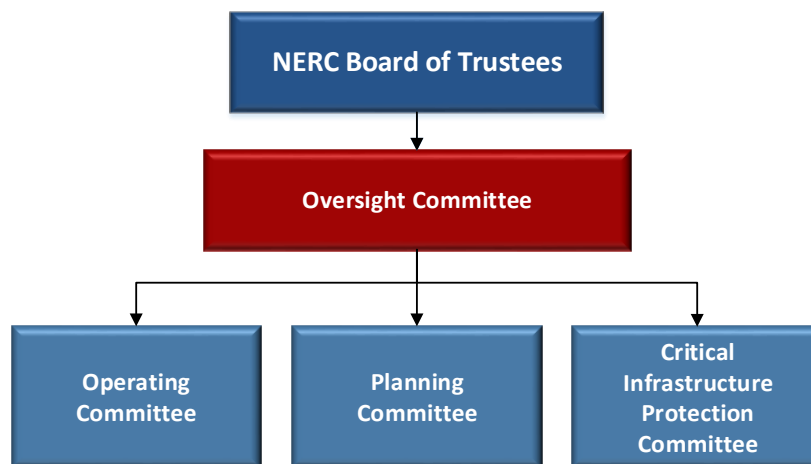 NERC Board of Trustees
Oversight Committee
Operating
Committee
Planning
Committee
Critical
Infrastructure
Protection
Committee